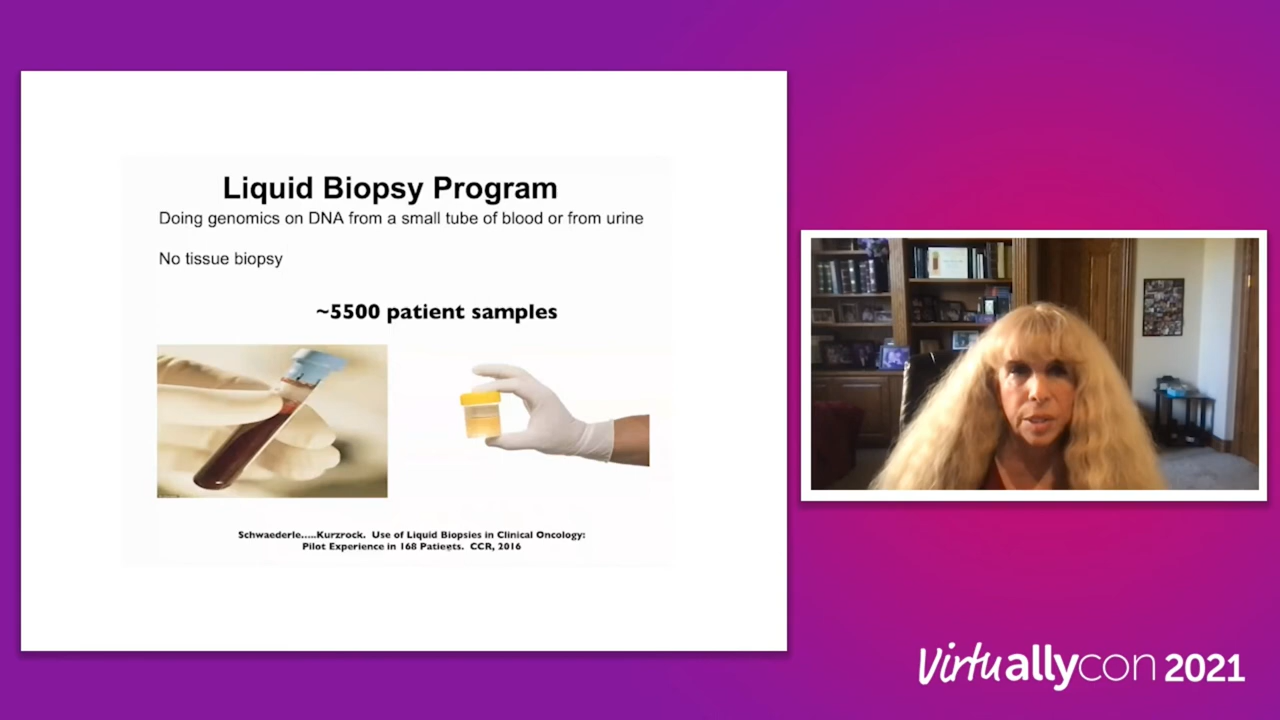 Liquid Biopsy Program
Doing genomics on DNA from a small tube of blood or from urine
No tissue biopsy
~5500 patient samples
Schwaederle.....Kurzrock. Use of Liquid Biopsies in Clinical Oncology:
Pilot Experience in 168 Patients. CCR, 2016
Virtuallycon 2021